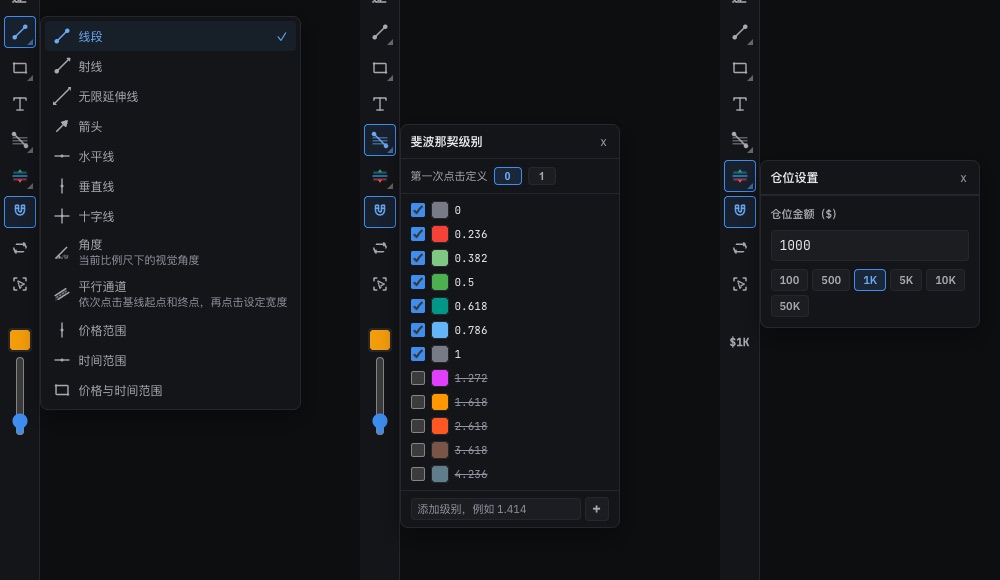 线段
射线
无限延伸线
箭头
水平线
垂直线
十字线
角度
当前比例尺下的视觉角度
平行通道
依次点击基线起点和终点，再点击设定宽度
价格范围
时间范围
价格与时间范围
斐波那契级别 x
第一次点击定义 0 1
0
0.236
0.382
0.5
0.618
0.786
1
1.272
1.618
2.618
3.618
4.236
添加级别，例如 1.414 +
仓位设置 x
仓位金额 ($)
1000
100 500 1K 5K 10K
50K
$1K